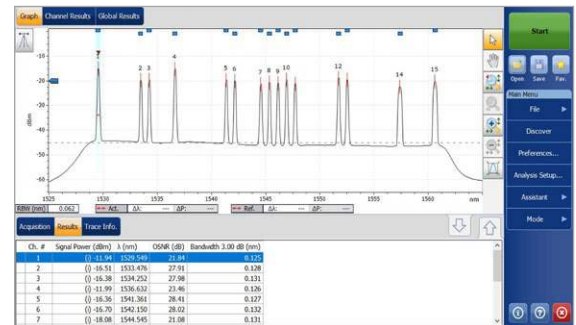 Graph Channel Results Global Results
Start
Open Save Fav.
Main Menu
File
Discover
Preferences...
Analysis Setup...
Assistant
Mode
dBm
-10
-20
-30
-40
-50
-60
2 3 4 5 6 7 8 9 10 12 14 15
1525 1530 1535 1540 1545 1550 1555 1560 nm
RBW (nm) 0.062 Act. Δλ: --- ΔP: --- Ref. Δλ: --- ΔP: ---
Acquisition Results Trace Info.
Ch. # Signal Power (dBm) λ (nm) OSNR (dB) Bandwidth 3.00 dB (nm)
1 (i) -11.94 1529.549 21.84 0.125
2 (i) -16.51 1533.476 27.91 0.128
3 (i) -16.38 1534.252 27.98 0.131
4 (i) -11.99 1536.632 23.46 0.126
5 (i) -16.36 1541.361 28.41 0.127
6 (i) -16.70 1542.150 28.02 0.132
7 (i) -18.08 1544.545 21.08 0.131